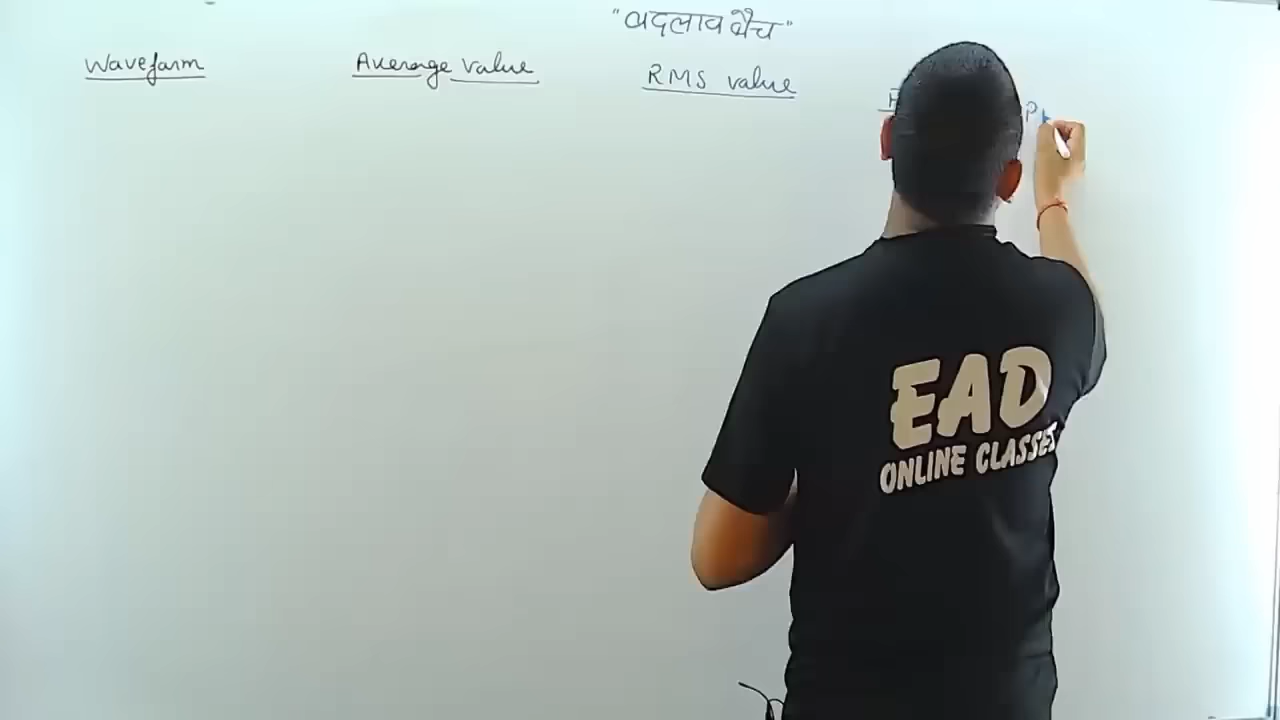 "बदलाव बैच"
Waveform
Average value
RMS value
EAD
ONLINE CLASSES